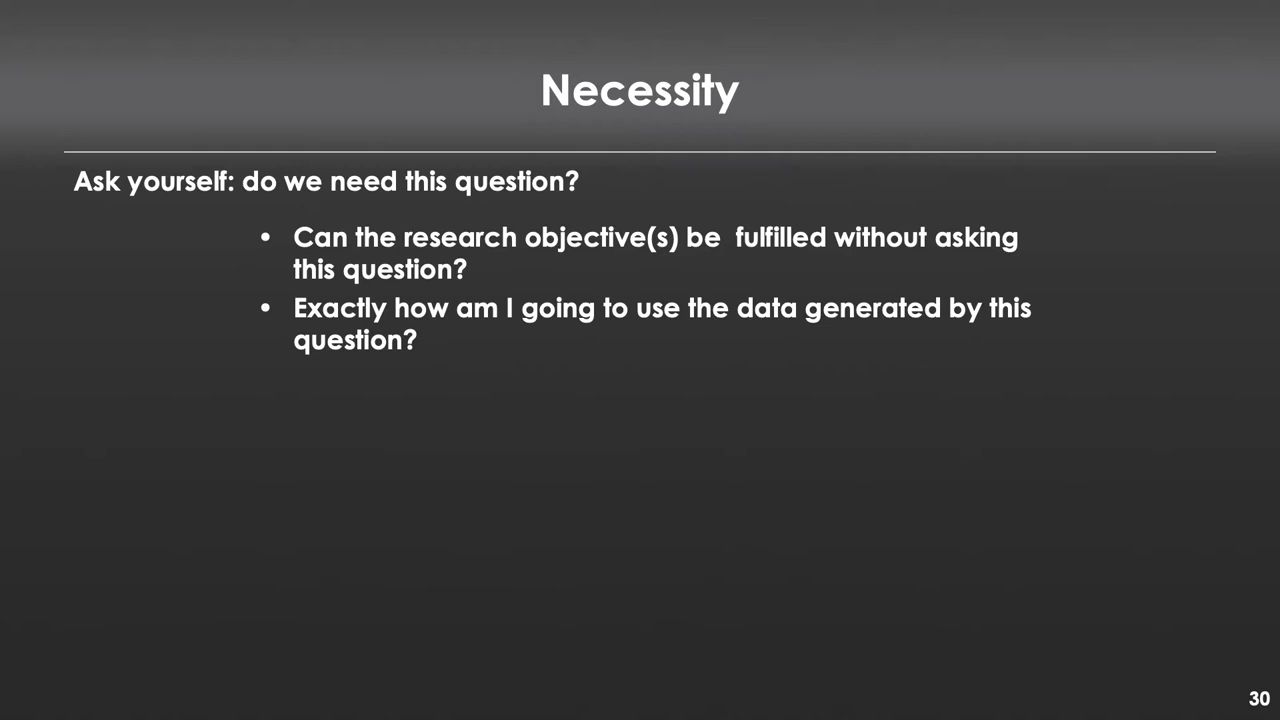 Necessity
Ask yourself: do we need this question?
• Can the research objective(s) be  fulfilled without asking
this question?
• Exactly how am I going to use the data generated by this
question?
30